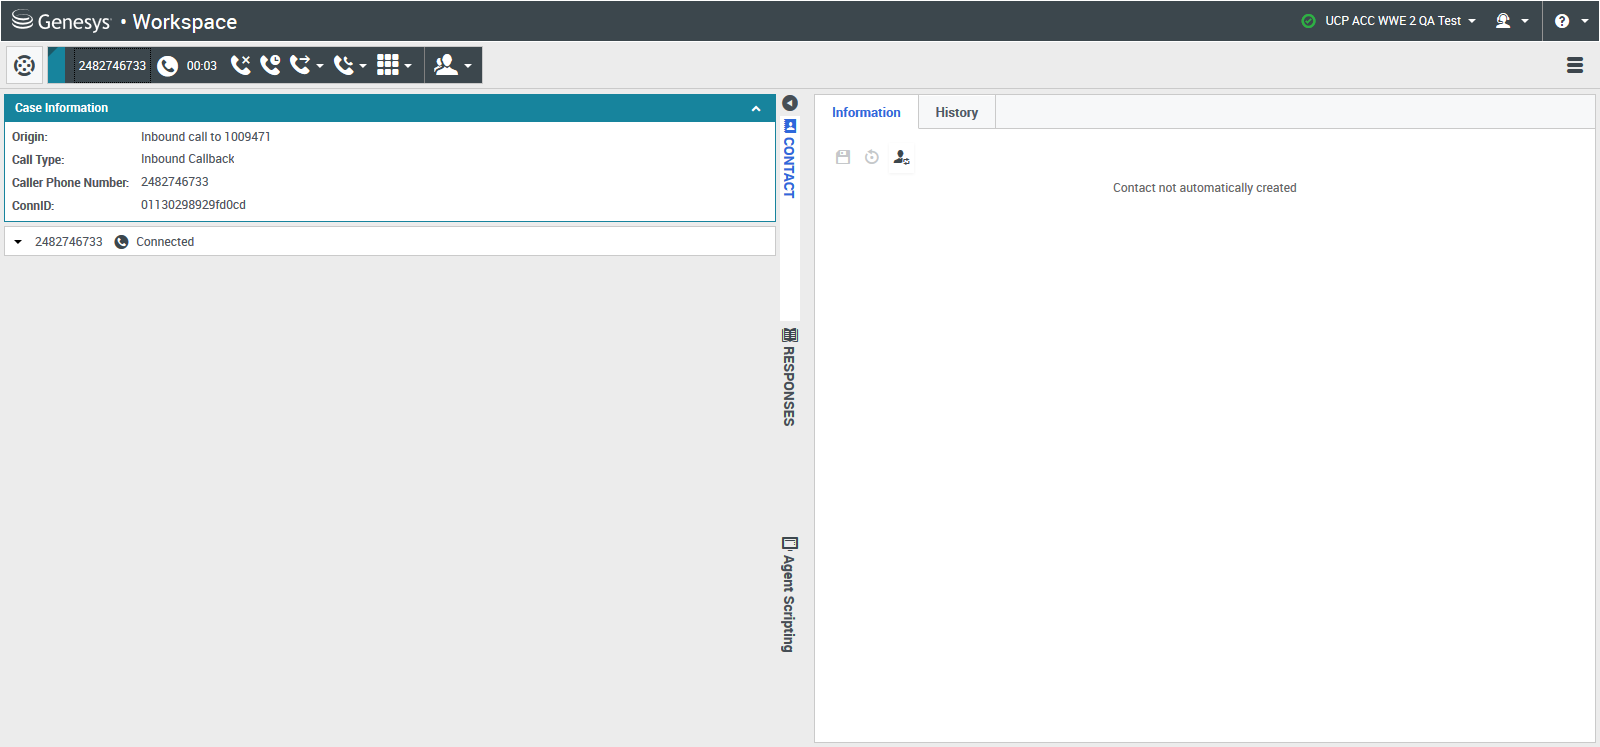 Genesys • Workspace
UCP ACC WWE 2 QA Test
2482746733 00:03
Case Information
Origin: Inbound call to 1009471
Call Type: Inbound Callback
Caller Phone Number: 2482746733
ConnID: 01130298929fd0cd
2482746733 Connected
CONTACT
RESPONSES
Agent Scripting
Information History
Contact not automatically created